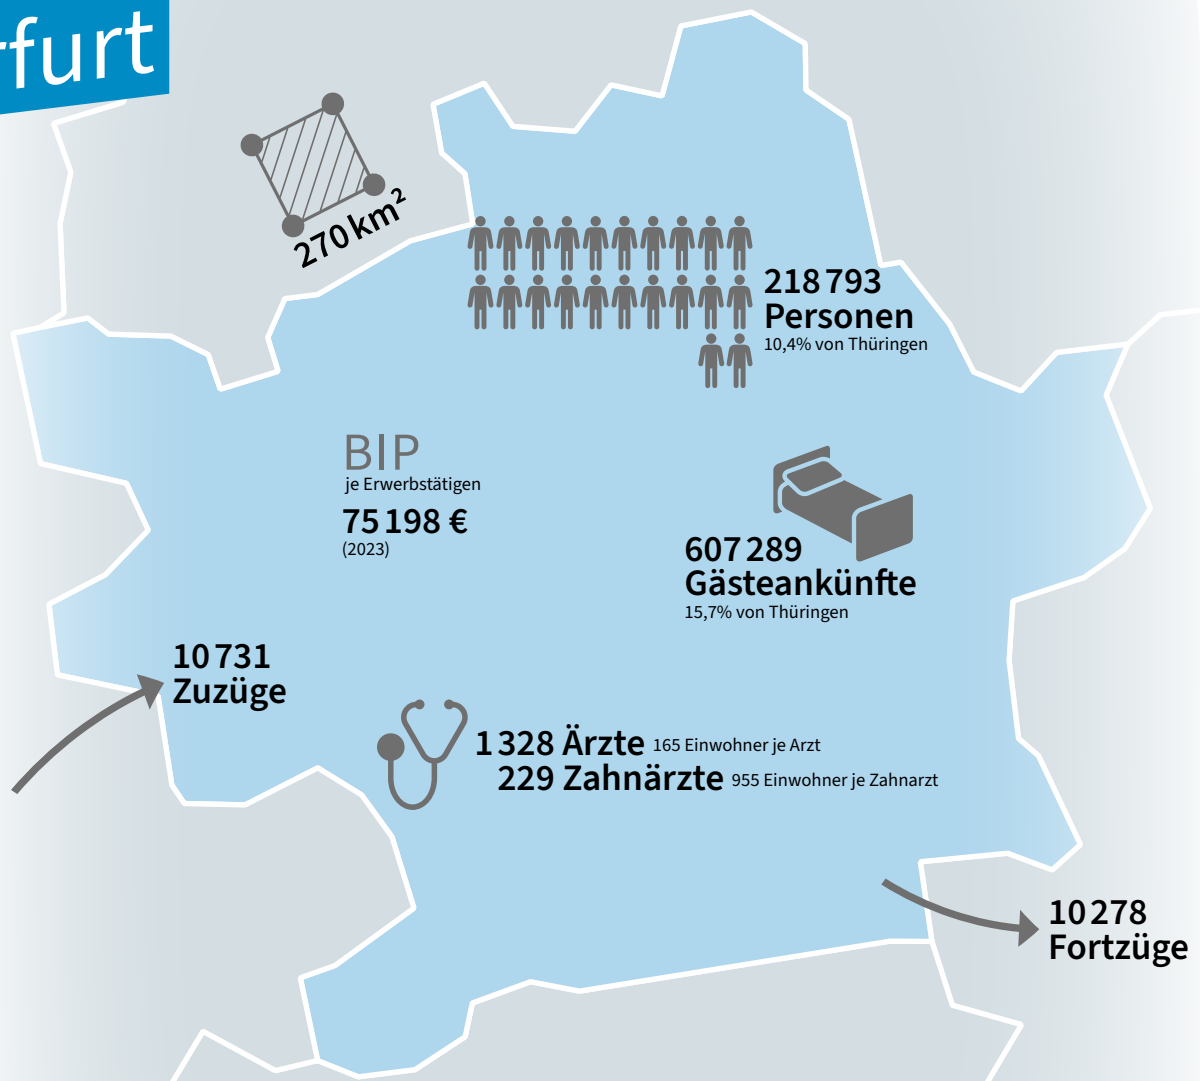 rfurt
270 km²
218 793
Personen
10,4% von Thüringen
BIP
je Erwerbstätigen
75 198 €
(2023)
607 289
Gästeankünfte
15,7% von Thüringen
10 731
Zuzüge
1 328 Ärzte 165 Einwohner je Arzt
229 Zahnärzte 955 Einwohner je Zahnarzt
10 278
Fortzüge